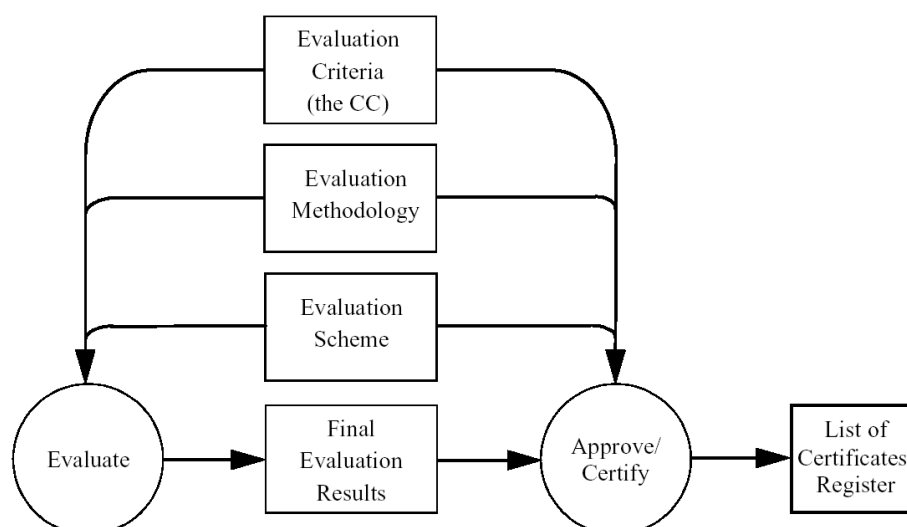 Evaluation
Criteria
(the CC)
Evaluation
Methodology
Evaluation
Scheme
Evaluate
Final
Evaluation
Results
Approve/
Certify
List of
Certificates/
Register